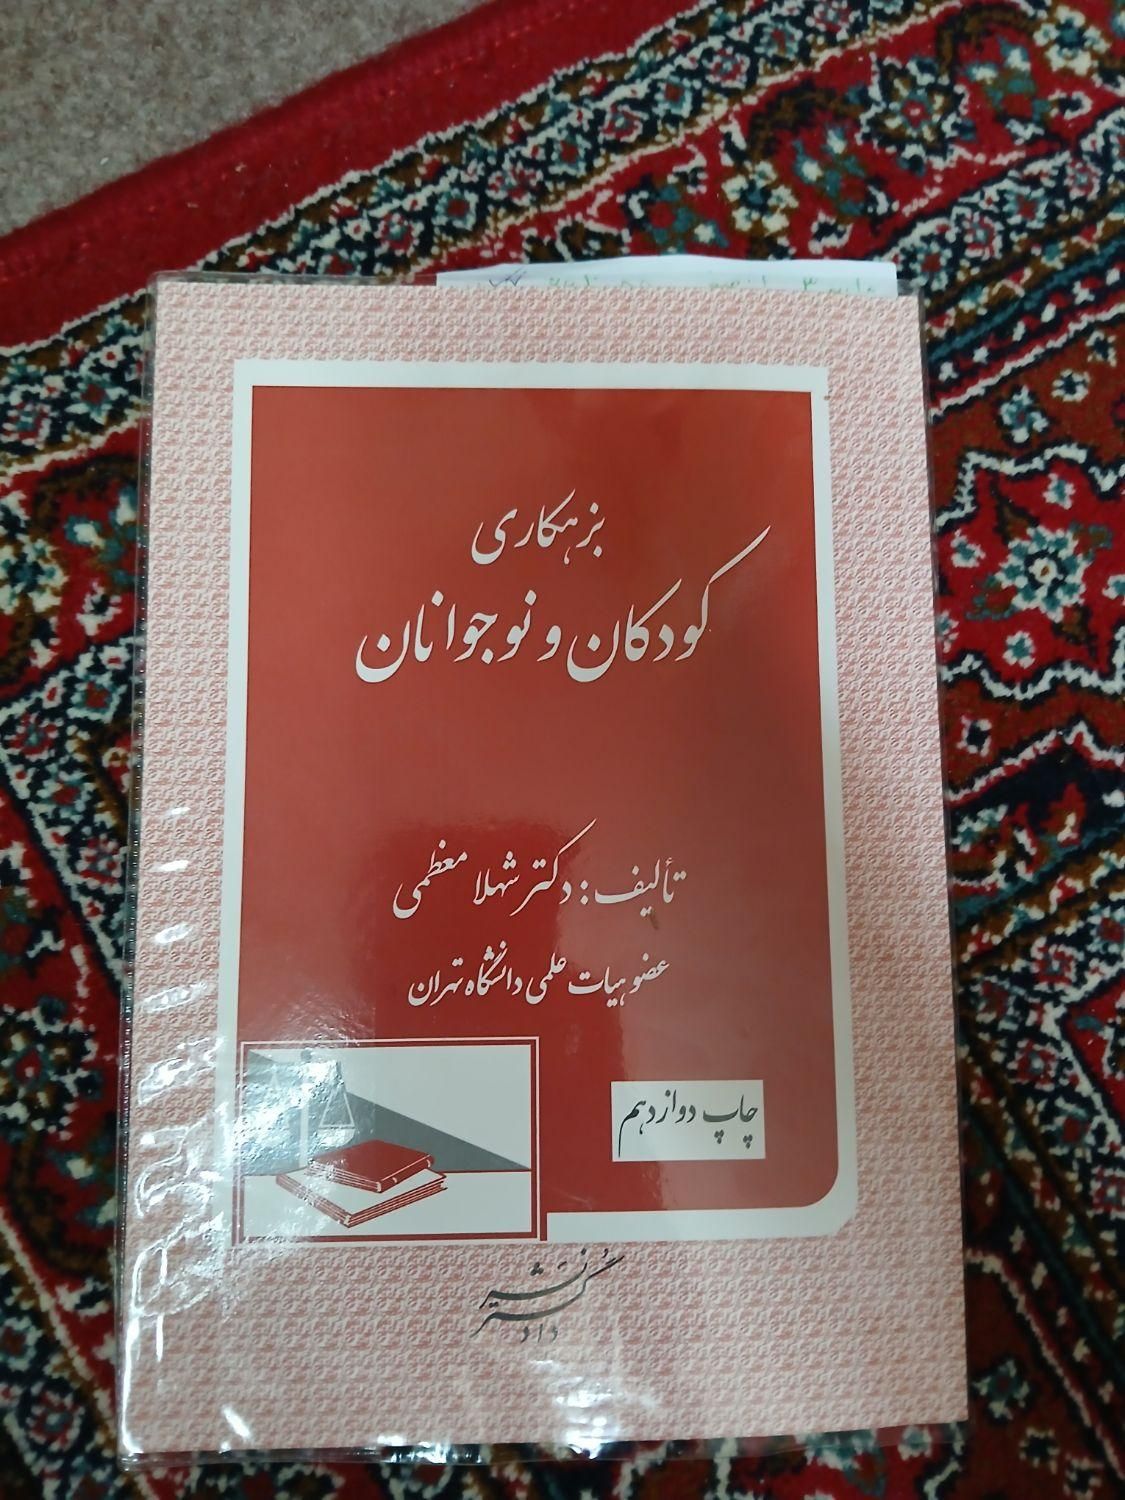 بزهکاری
کودکان و نوجوانان
تألیف: دکتر شهلا معظمی
عضو هیات علمی دانشگاه تهران
چاپ دوازدهم
نشر
دادگستر